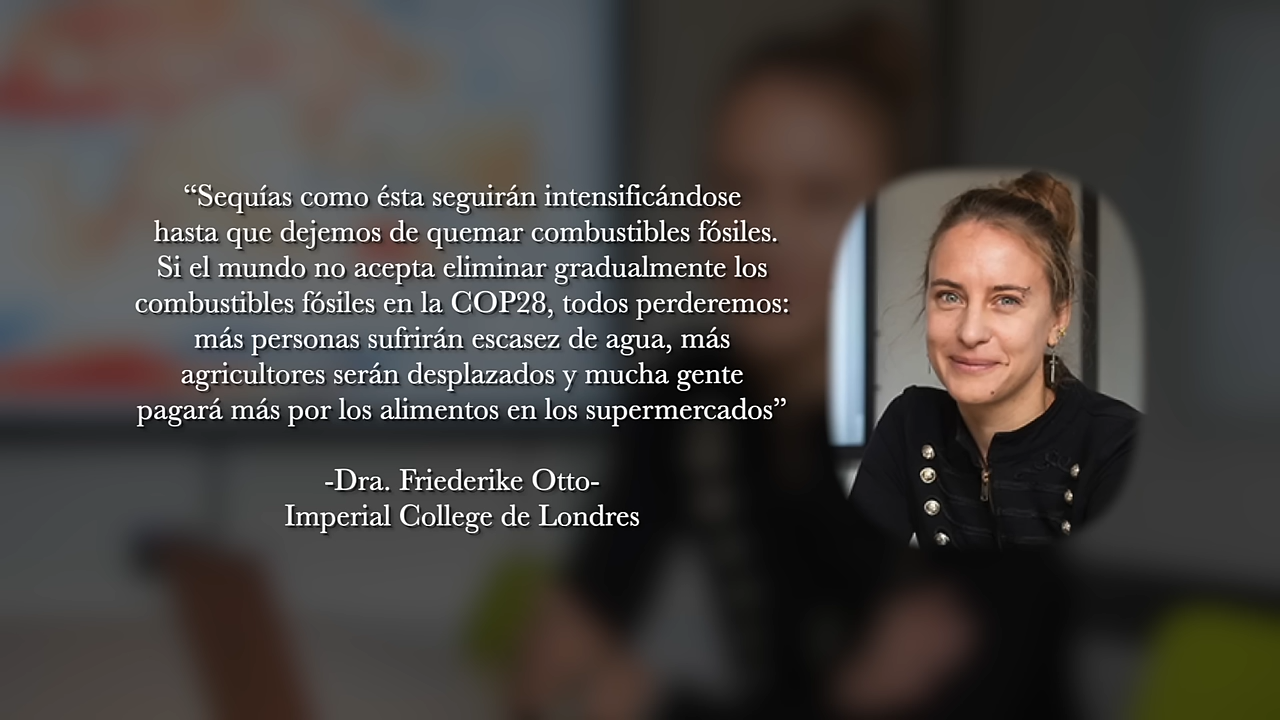 “Sequías como ésta seguirán intensificándose
hasta que dejemos de quemar combustibles fósiles.
Si el mundo no acepta eliminar gradualmente los
combustibles fósiles en la COP28, todos perderemos:
más personas sufrirán escasez de agua, más
agricultores serán desplazados y mucha gente
pagará más por los alimentos en los supermercados”
-Dra. Friederike Otto-
Imperial College de Londres